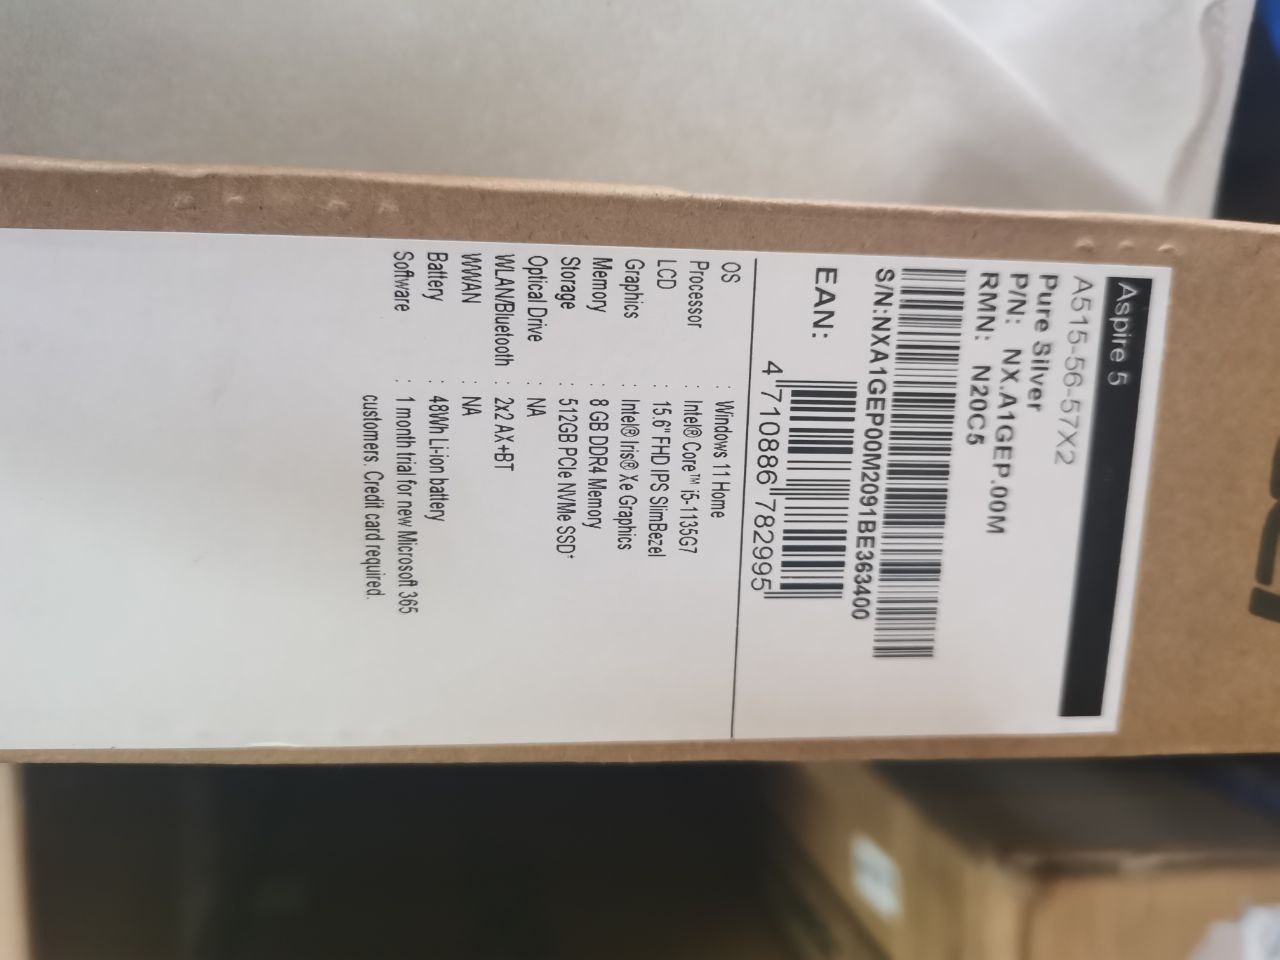 Aspire 5
A515-56-57X2
Pure Silver
P/N: NX.A1GEP.00M
RMN: N20C5
S/N:NXA1GEP00M2091BE363400
EAN:
4 710886 782995
OS : Windows 11 Home
Processor : Intel® Core™ i5-1135G7
LCD : 15.6" FHD IPS SlimBezel
Graphics : Intel® Iris® Xe Graphics
Memory : 8 GB DDR4 Memory
Storage : 512GB PCIe NVMe SSD*
Optical Drive : NA
WLAN/Bluetooth : 2x2 AX+BT
WWAN : NA
Battery : 48Wh Li-ion battery
Software : 1 month trial for new Microsoft 365
customers. Credit card required.